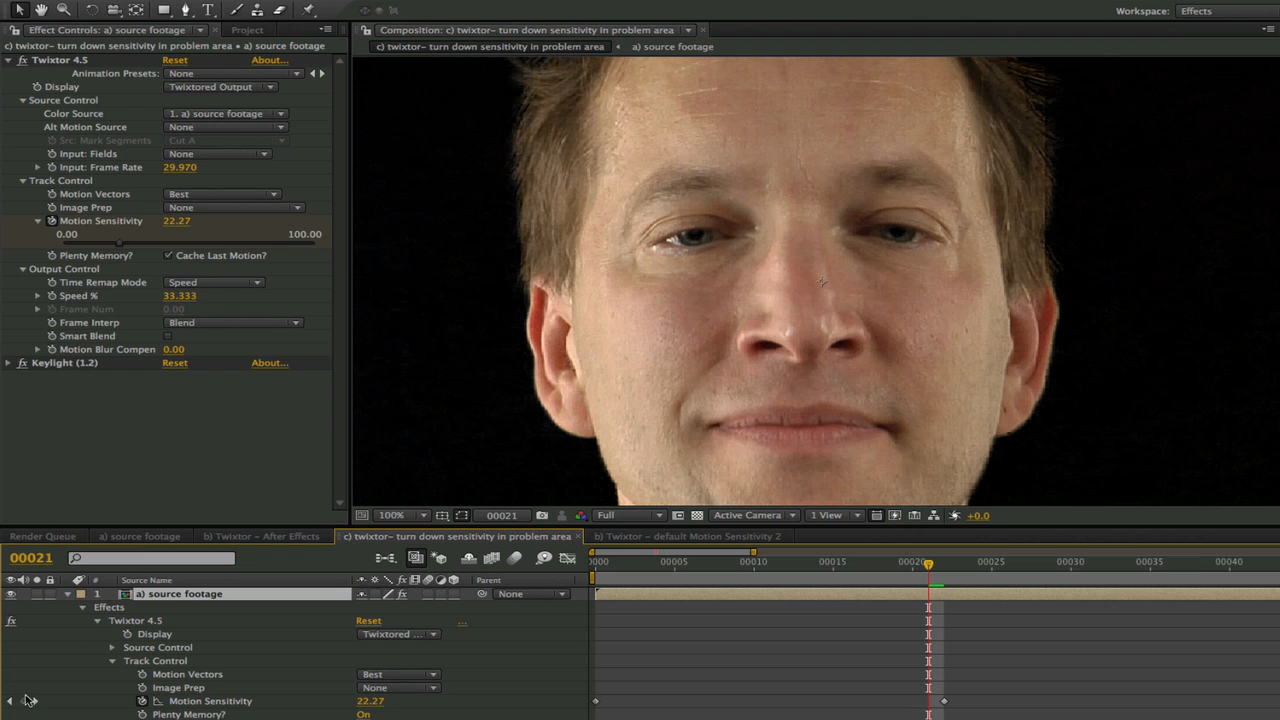 Workspace: Effects
Effect Controls: a) source footage
Project
Composition: c) twixtor- turn down sensitivity in problem area
c) twixtor- turn down sensitivity in problem area • a) source footage
c) twixtor- turn down sensitivity in problem area
a) source footage
fx Twixtor 4.5 Reset About...
Animation Presets: None
Display Twixtored Output
Source Control
Color Source 1. a) source footage
Alt Motion Source None
Src: Mark Segments Cut A
Input: Fields None
Input: Frame Rate 29.970
Track Control
Motion Vectors Best
Image Prep None
Motion Sensitivity 22.27
0.00 100.00
Plenty Memory? Cache Last Motion?
Output Control
Time Remap Mode Speed
Speed % 33.333
Frame Num 0.00
Frame Interp Blend
Smart Blend
Motion Blur Compen 0.00
fx Keylight (1.2) Reset About...
100% 00021 Full Active Camera 1 View +0.0
Render Queue a) source footage b) Twixtor - After Effects c) twixtor- turn down sensitivity in problem area b) Twixtor - default Motion Sensitivity 2
00021
0000 00005 00010 00015 00020 00025 00030 00035 00040
# Source Name fx Parent
1 a) source footage fx None
Effects
fx Twixtor 4.5 Reset ...
Display Twixtored ...
Source Control
Track Control
Motion Vectors Best
Image Prep None
Motion Sensitivity 22.27
Plenty Memory? On